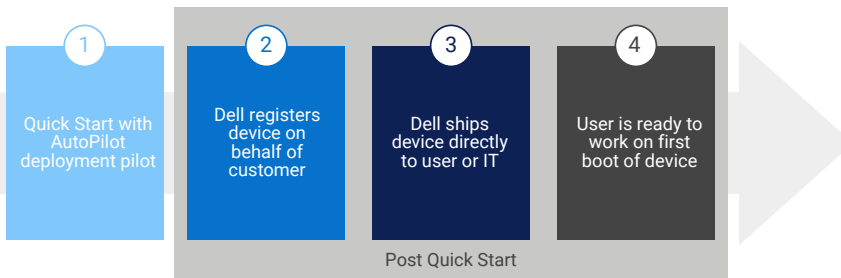 1
Quick Start with
AutoPilot
deployment pilot
2
Dell registers
device on
behalf of
customer
3
Dell ships
device directly
to user or IT
4
User is ready to
work on first
boot of device
Post Quick Start